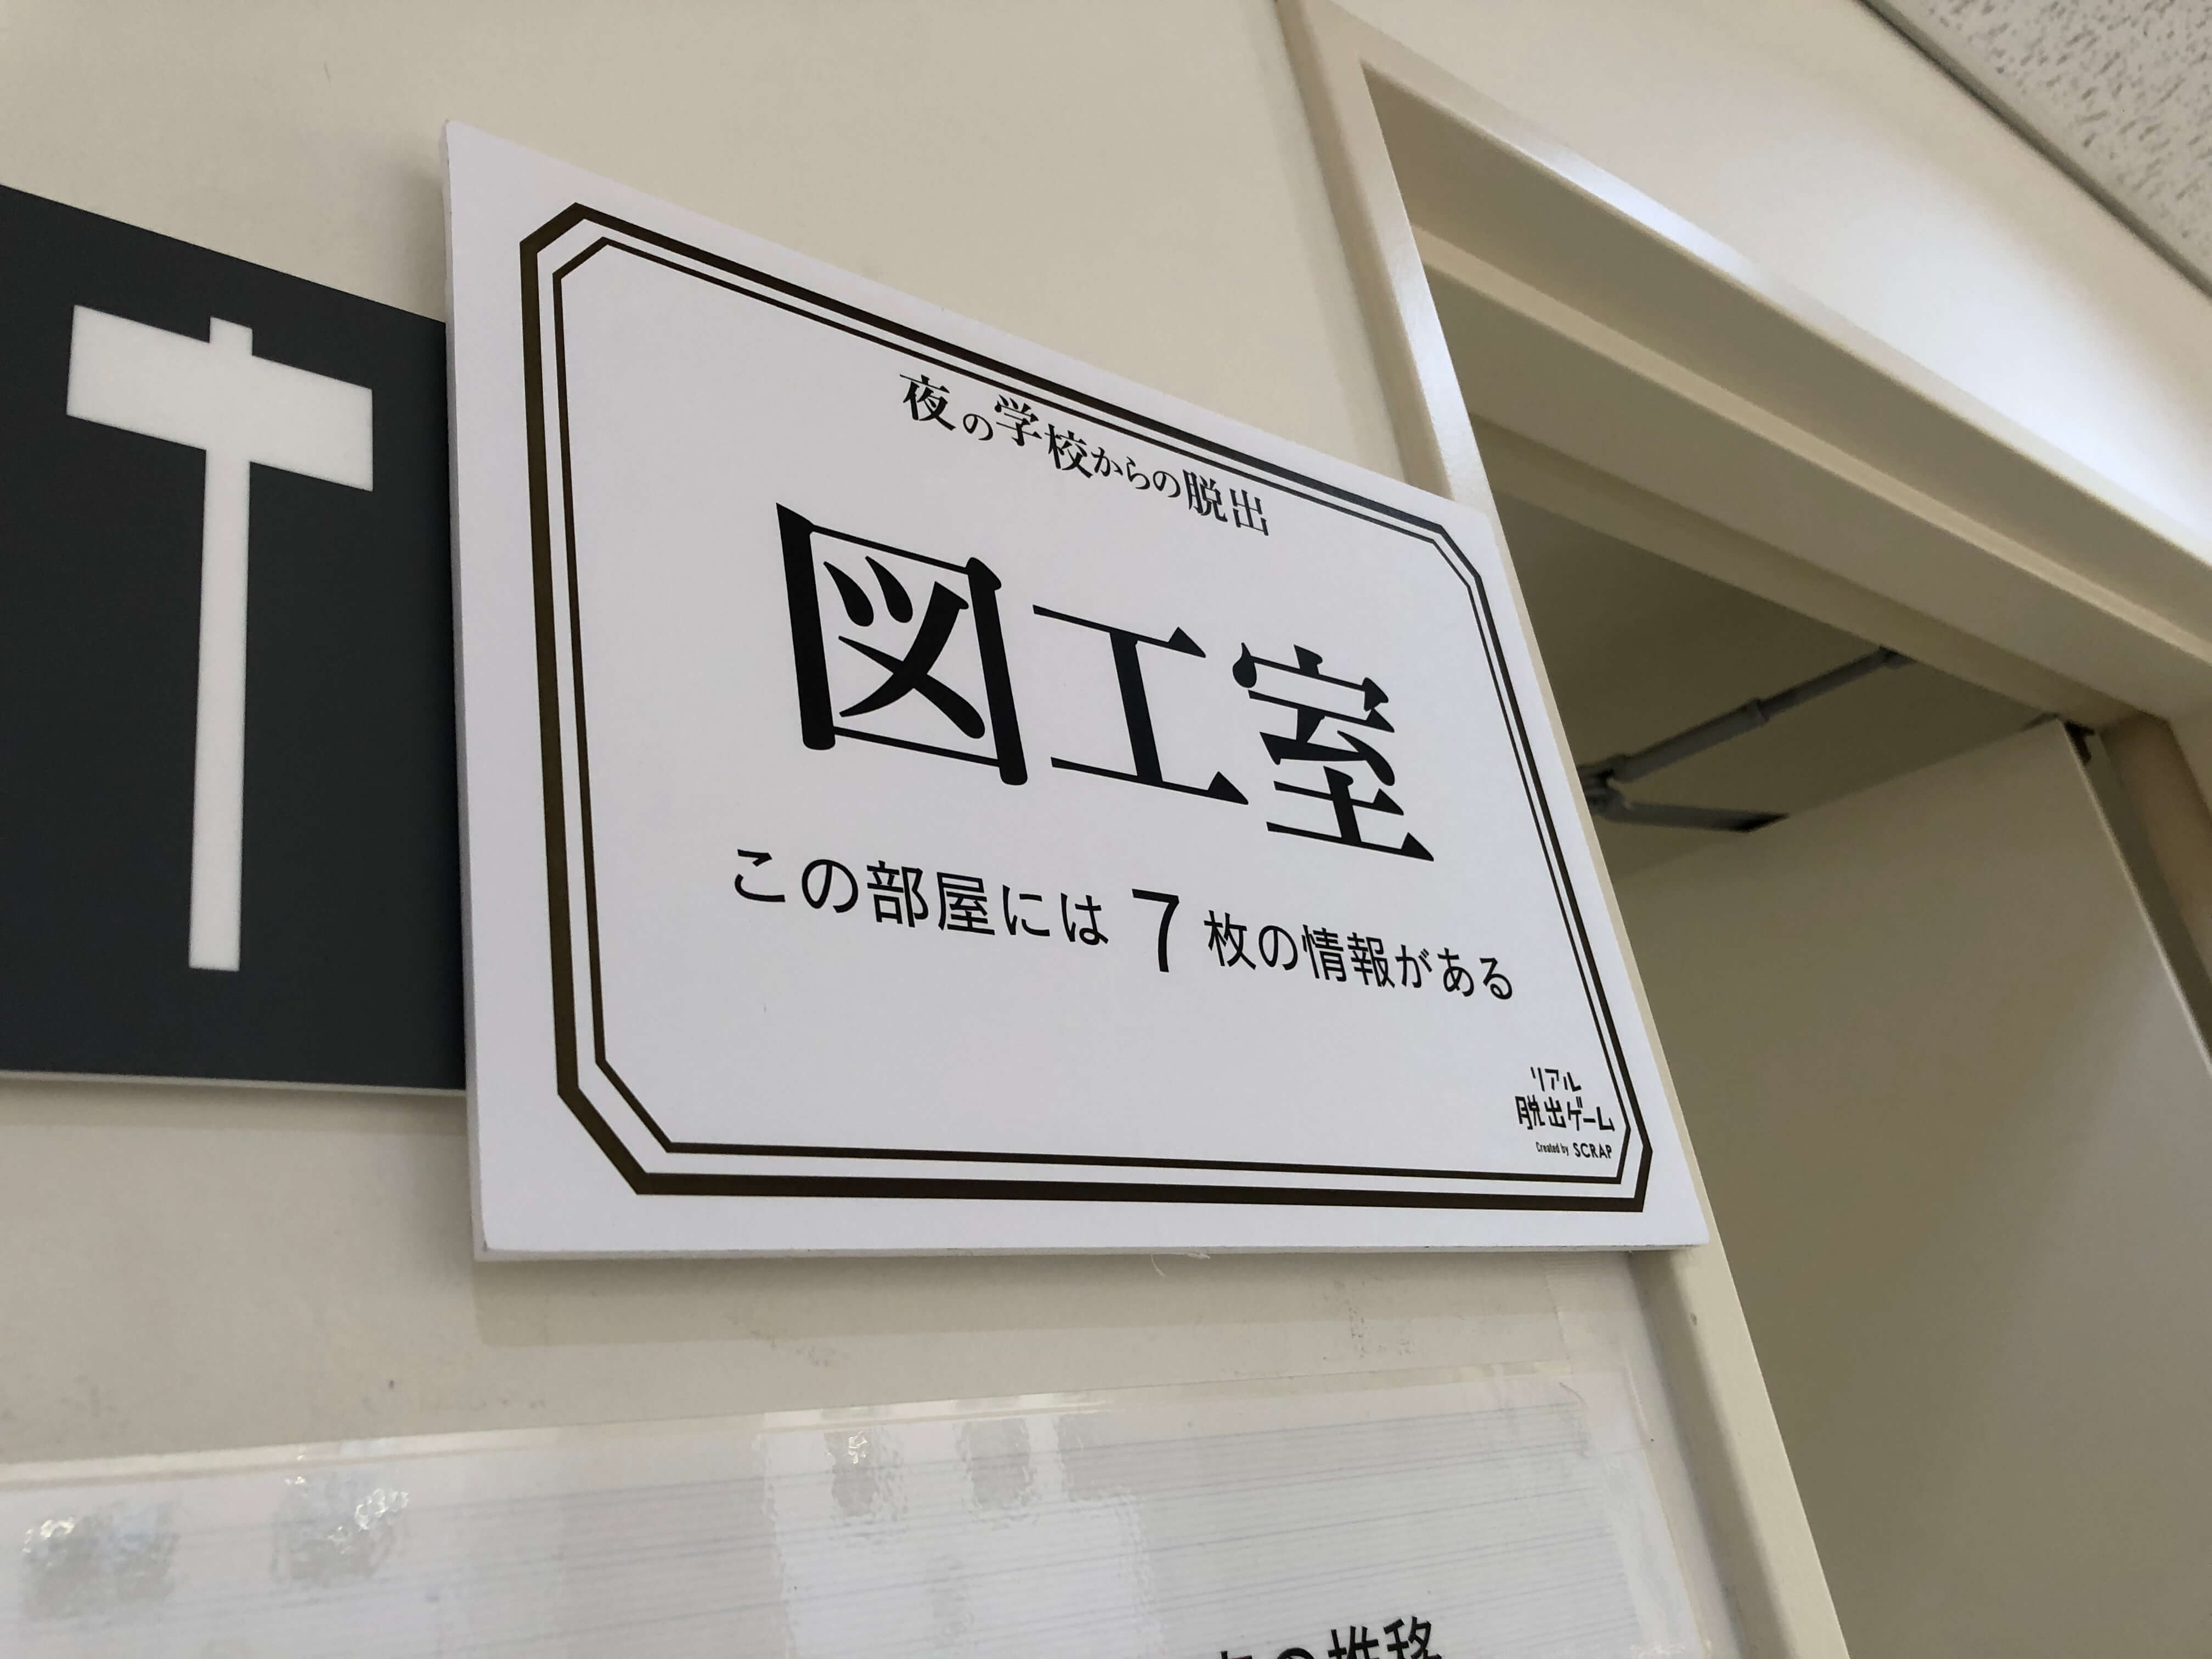 夜の学校からの脱出
図工室
この部屋には7枚の情報がある
リアル
脱出ゲーム
Created by SCRAP
の推移